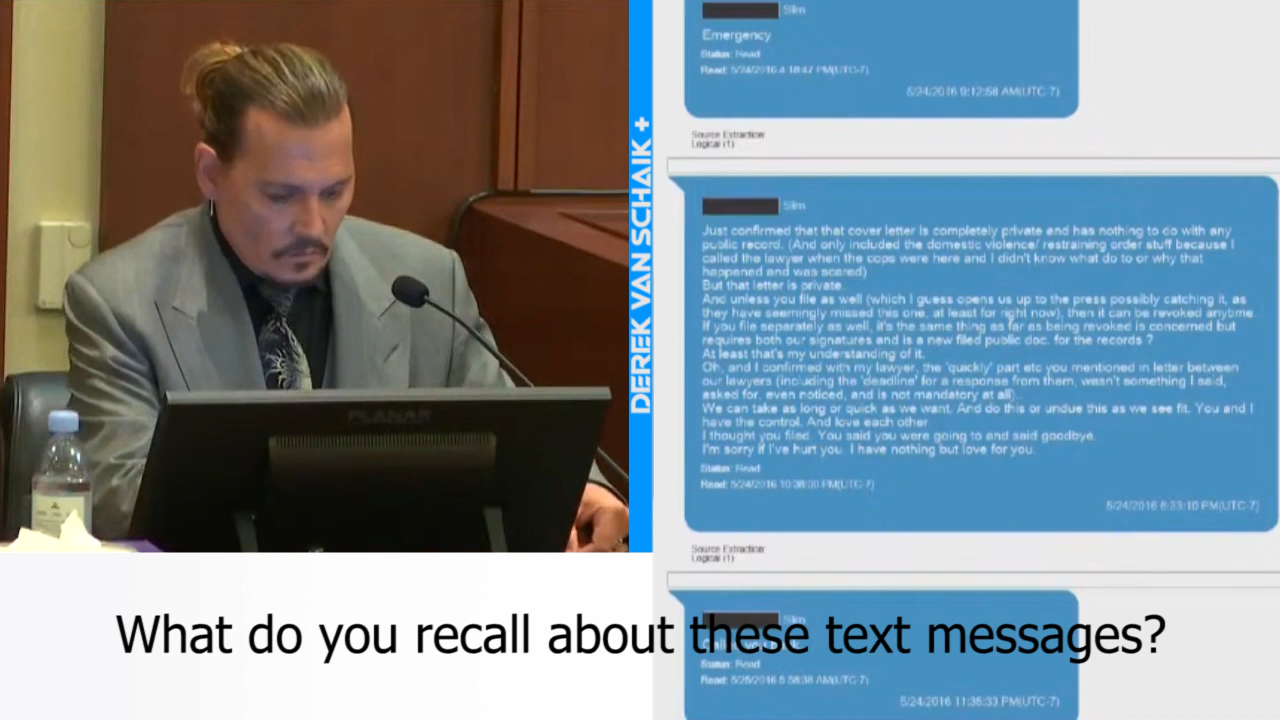 Slim
Emergency
Status: Read
Read: 5/24/2016 4:18:47 PM(UTC-7)
5/24/2016 9:12:58 AM(UTC-7)
Source Extraction
Logical (1)
Slim
Just confirmed that that cover letter is completely private and has nothing to do with any
public record. (And only included the domestic violence/ restraining order stuff because I
called the lawyer when the cops were here and I didn't know what do to or why that
happened and was scared)
But that letter is private.
And unless you file as well (which I guess opens us up to the press possibly catching it, as
they have seemingly missed this one, at least for right now), then it can be revoked anytime.
If you file separately as well, it's the same thing as far as being revoked is concerned but
requires both our signatures and is a new filed public doc. for the records ?
At least that's my understanding of it.
Oh, and I confirmed with my lawyer, the 'quickly' part etc you mentioned in letter between
our lawyers (including the 'deadline' for a response from them, wasn't something I said,
asked for, even noticed, and is not mandatory at all)..
We can take as long or quick as we want. And do this or undue this as we see fit. You and I
have the control. And love each other
I thought you filed. You said you were going to and said goodbye.
I'm sorry if I've hurt you. I have nothing but love for you.
Status: Read
Read: 5/24/2016 10:38:00 PM(UTC-7)
5/24/2016 6:33:10 PM(UTC-7)
Source Extraction
Logical (1)
Slim
Status: Read
Read: 5/25/2016 5:58:38 AM(UTC-7)
5/24/2016 11:35:33 PM(UTC-7)
DEREK VAN SCHAIK +
PLANAR
What do you recall about these text messages?